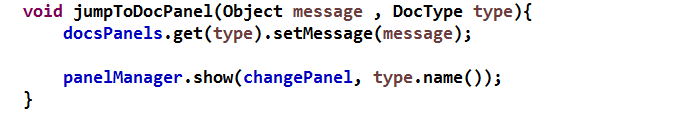 void jumpToDocPanel(Object message , DocType type){
docsPanels.get(type).setMessage(message);
panelManager.show(changePanel, type.name());
}